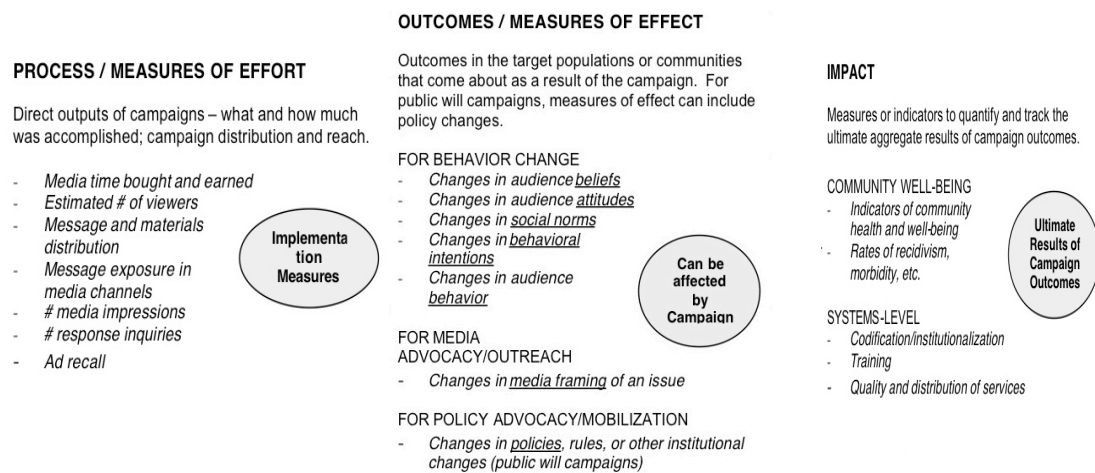 PROCESS / MEASURES OF EFFORT
Direct outputs of campaigns – what and how much
was accomplished; campaign distribution and reach.
- Media time bought and earned
- Estimated # of viewers
- Message and materials
distribution
- Message exposure in
media channels
- # media impressions
- # response inquiries
- Ad recall
Implementa
tion
Measures
OUTCOMES / MEASURES OF EFFECT
Outcomes in the target populations or communities
that come about as a result of the campaign. For
public will campaigns, measures of effect can include
policy changes.
FOR BEHAVIOR CHANGE
- Changes in audience beliefs
- Changes in audience attitudes
- Changes in social norms
- Changes in behavioral
intentions
- Changes in audience
behavior
Can be
affected
by
Campaign
FOR MEDIA
ADVOCACY/OUTREACH
- Changes in media framing of an issue
FOR POLICY ADVOCACY/MOBILIZATION
- Changes in policies, rules, or other institutional
changes (public will campaigns)
IMPACT
Measures or indicators to quantify and track the
ultimate aggregate results of campaign outcomes.
COMMUNITY WELL-BEING
- Indicators of community
health and well-being
- Rates of recidivism,
morbidity, etc.
Ultimate
Results of
Campaign
Outcomes
SYSTEMS-LEVEL
- Codification/institutionalization
- Training
- Quality and distribution of services